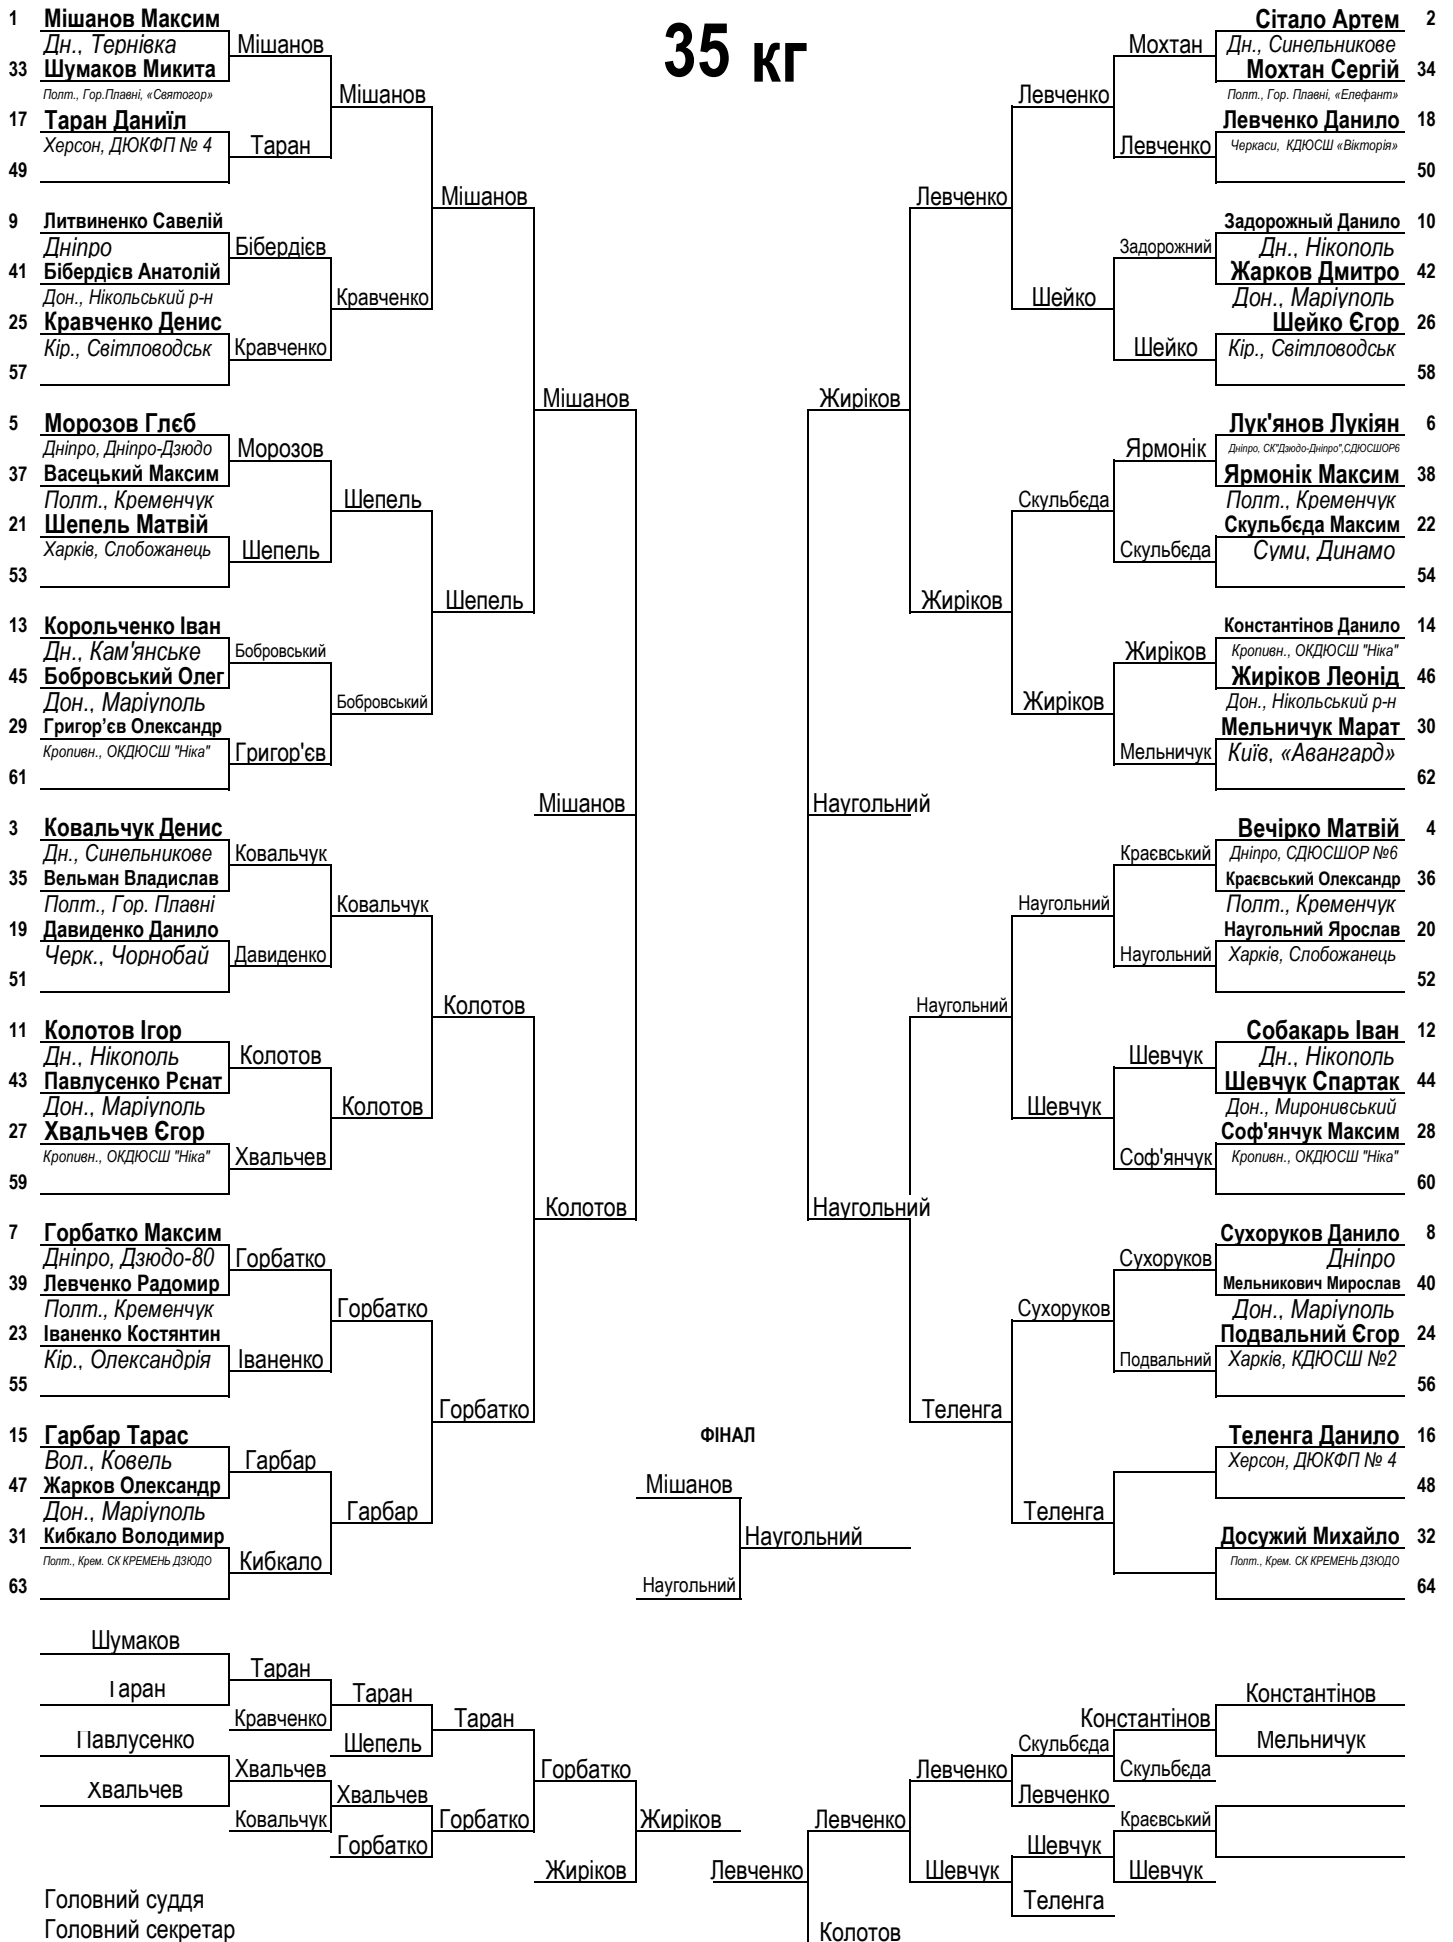 35 кг
1 Мішанов Максим
Дн., Тернівка
Мішанов
33 Шумаков Микита
Полт., Гор.Плавні, «Святогор»
Мішанов
17 Таран Даниїл
Херсон, ДЮКФП № 4
Таран
49
Мішанов
9 Литвиненко Савелій
Дніпро
Бібердієв
41 Бібердієв Анатолій
Дон., Нікольський р-н
Кравченко
25 Кравченко Денис
Кір., Світловодськ
Кравченко
57
Мішанов
5 Морозов Глєб
Дніпро, Дніпро-Дзюдо
Морозов
37 Васецький Максим
Полт., Кременчук
Шепель
21 Шепель Матвій
Харків, Слобожанець
Шепель
53
Шепель
13 Корольченко Іван
Дн., Кам'янське
Бобровський
45 Бобровський Олег
Дон., Маріуполь
Бобровський
29 Григор’єв Олександр
Кропивн., ОКДЮСШ "Ніка"
Григор'єв
61
Мішанов
3 Ковальчук Денис
Дн., Синельникове
Ковальчук
35 Вельман Владислав
Полт., Гор. Плавні
Ковальчук
19 Давиденко Данило
Черк., Чорнобай
Давиденко
51
Колотов
11 Колотов Ігор
Дн., Нікополь
Колотов
43 Павлусенко Рєнат
Дон., Маріуполь
Колотов
27 Хвальчев Єгор
Кропивн., ОКДЮСШ "Ніка"
Хвальчев
59
Колотов
7 Горбатко Максим
Дніпро, Дзюдо-80
Горбатко
39 Левченко Радомир
Полт., Кременчук
Горбатко
23 Іваненко Костянтин
Кір., Олександрія
Іваненко
55
Горбатко
15 Гарбар Тарас
Вол., Ковель
Гарбар
47 Жарков Олександр
Дон., Маріуполь
Гарбар
31 Кибкало Володимир
Полт., Крем. СК КРЕМЕНЬ ДЗЮДО
Кибкало
63
Сітало Артем 2
Дн., Синельникове
Мохтан
Мохтан Сергій 34
Полт., Гор. Плавні, «Елефант»
Левченко
Левченко Данило 18
Черкаси, КДЮСШ «Вікторія»
Левченко
50
Левченко
Задорожный Данило 10
Дн., Нікополь
Задорожний
Жарков Дмитро 42
Дон., Маріуполь
Шейко
Шейко Єгор 26
Кір., Світловодськ
Шейко
58
Жиріков
Лук'янов Лукіян 6
Дніпро, СК"Дзюдо-Дніпро",СДЮСШОР6
Ярмонік
Ярмонік Максим 38
Полт., Кременчук
Скульбєда
Скульбєда Максим 22
Суми, Динамо
Скульбєда
54
Жиріков
Константінов Данило 14
Кропивн., ОКДЮСШ "Ніка"
Жиріков
Жиріков Леонід 46
Дон., Нікольський р-н
Жиріков
Мельничук Марат 30
Київ, «Авангард»
Мельничук
62
Наугольний
Вечірко Матвій 4
Дніпро, СДЮСШОР №6
Краєвський
Краєвський Олександр 36
Полт., Кременчук
Наугольний
Наугольний Ярослав 20
Харків, Слобожанець
Наугольний
52
Наугольний
Собакарь Іван 12
Дн., Нікополь
Шевчук
Шевчук Спартак 44
Дон., Миронивський
Шевчук
Соф'янчук Максим 28
Кропивн., ОКДЮСШ "Ніка"
Соф'янчук
60
Наугольний
Сухоруков Данило 8
Дніпро
Сухоруков
Мельникович Мирослав 40
Дон., Маріуполь
Сухоруков
Подвальний Єгор 24
Харків, КДЮСШ №2
Подвальний
56
Теленга
Теленга Данило 16
Херсон, ДЮКФП № 4
48
Теленга
Досужий Михайло 32
Полт., Крем. СК КРЕМЕНЬ ДЗЮДО
64
ФІНАЛ
Мішанов
Наугольний
Наугольний
Шумаков
Таран
Таран
Таран
Кравченко
Таран
Павлусенко
Шепель
Хвальчев
Горбатко
Хвальчев
Хвальчев
Ковальчук
Горбатко
Жиріков
Горбатко
Жиріков
Константінов
Константінов
Скульбєда
Мельничук
Левченко
Скульбєда
Левченко
Левченко
Краєвський
Шевчук
Левченко
Шевчук
Шевчук
Теленга
Колотов
Головний суддя
Головний секретар